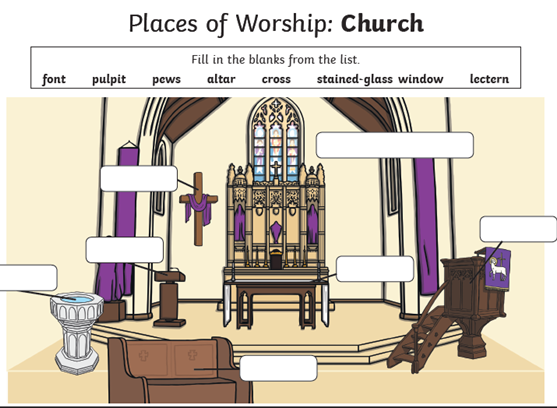 Places of Worship: Church
Fill in the blanks from the list.
font pulpit pews altar cross stained-glass window lectern